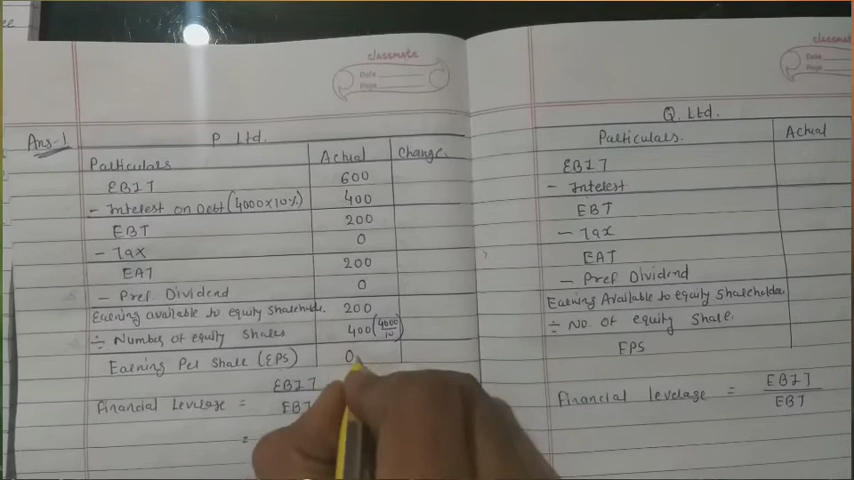 classmate
Date
Page
Ans-1
P Ltd.
Particulars Actual Change
EBIT 600
- Interest on Debt (4000x10%) 400
EBT 200
- Tax 0
EAT 200
- Pref Dividend 0
Earning available to equity Shareholde. 200
÷ Number of equity Shares 400 (4000/10)
Earning Per Share (EPS) 0
Financial Leverage = EBIT / EBT
=
classmate
Date
Page
Q. Ltd.
Particulars. Actual
EBIT
- Interest
EBT
- Tax
EAT
- Pref Dividend
Earning Available to equity Shareholde
÷ No. of equity Share.
EPS
Financial Leverage = EBIT / EBT